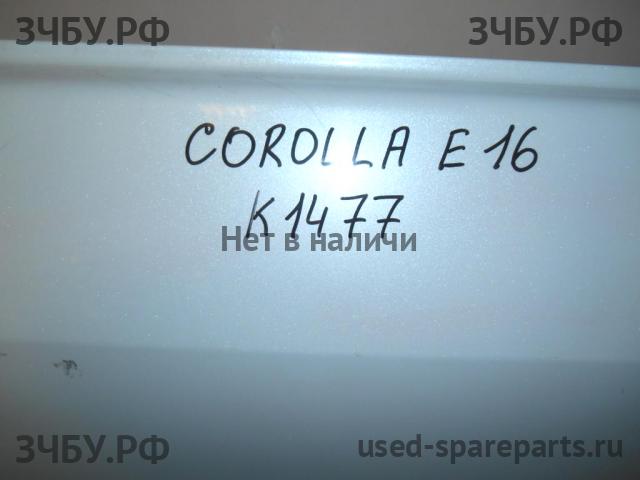 ЗЧБУ.РФ ЗЧБУ.РФ
COROLLA E16
K1477
Нет в наличи
ЗЧБУ.РФ used-spareparts.ru